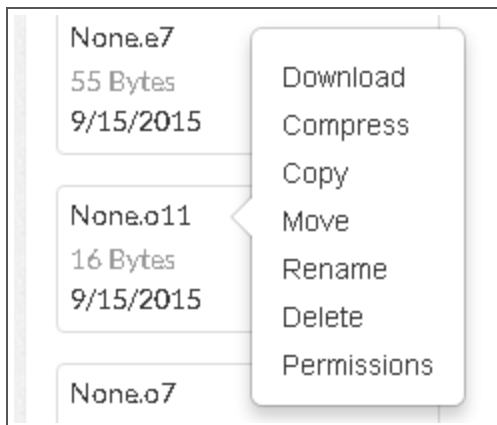 None.e7
55 Bytes
9/15/2015
None.o11
16 Bytes
9/15/2015
None.o7
Download
Compress
Copy
Move
Rename
Delete
Permissions